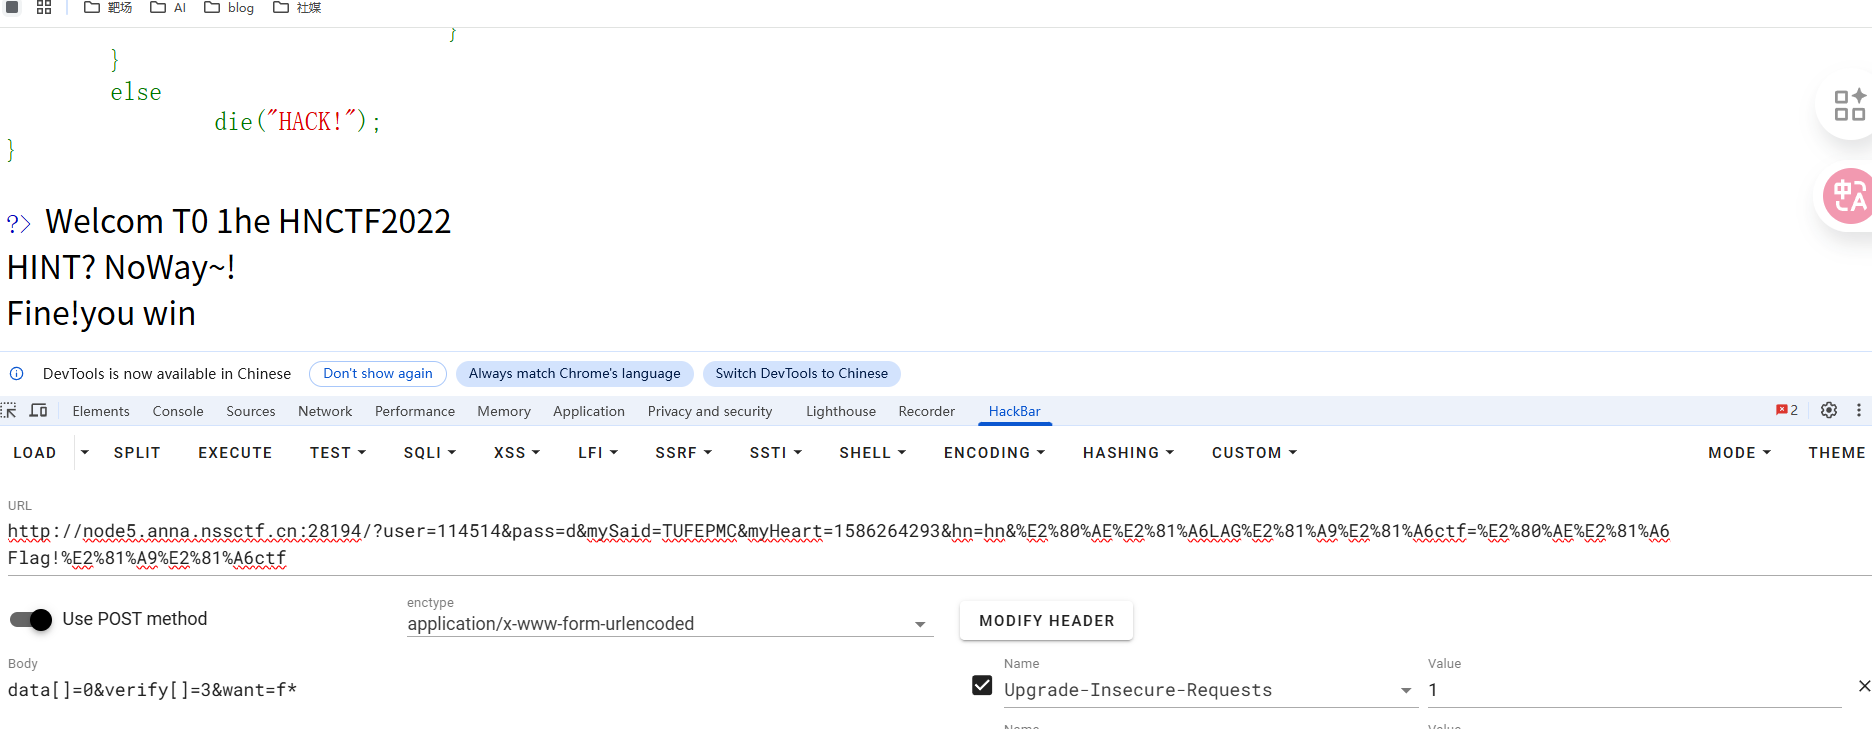 靶场 AI blog 社媒
}
}
else
die("HACK!");
}
?> Welcom T0 1he HNCTF2022
HINT? NoWay~!
Fine!you win
DevTools is now available in Chinese Don't show again Always match Chrome's language Switch DevTools to Chinese
Elements Console Sources Network Performance Memory Application Privacy and security Lighthouse Recorder HackBar 2
LOAD SPLIT EXECUTE TEST SQLI XSS LFI SSRF SSTI SHELL ENCODING HASHING CUSTOM MODE THEME
URL
http://node5.anna.nssctf.cn:28194/?user=114514&pass=d&mySaid=TUFEPMC&myHeart=1586264293&hn=hn&%E2%80%AE%E2%81%A6LAG%E2%81%A9%E2%81%A6ctf=%E2%80%AE%E2%81%A6
Flag!%E2%81%A9%E2%81%A6ctf
Use POST method
enctype
application/x-www-form-urlencoded
MODIFY HEADER
Body
data[]=0&verify[]=3&want=f*
Name
Upgrade-Insecure-Requests
Value
1
Name Value
中A